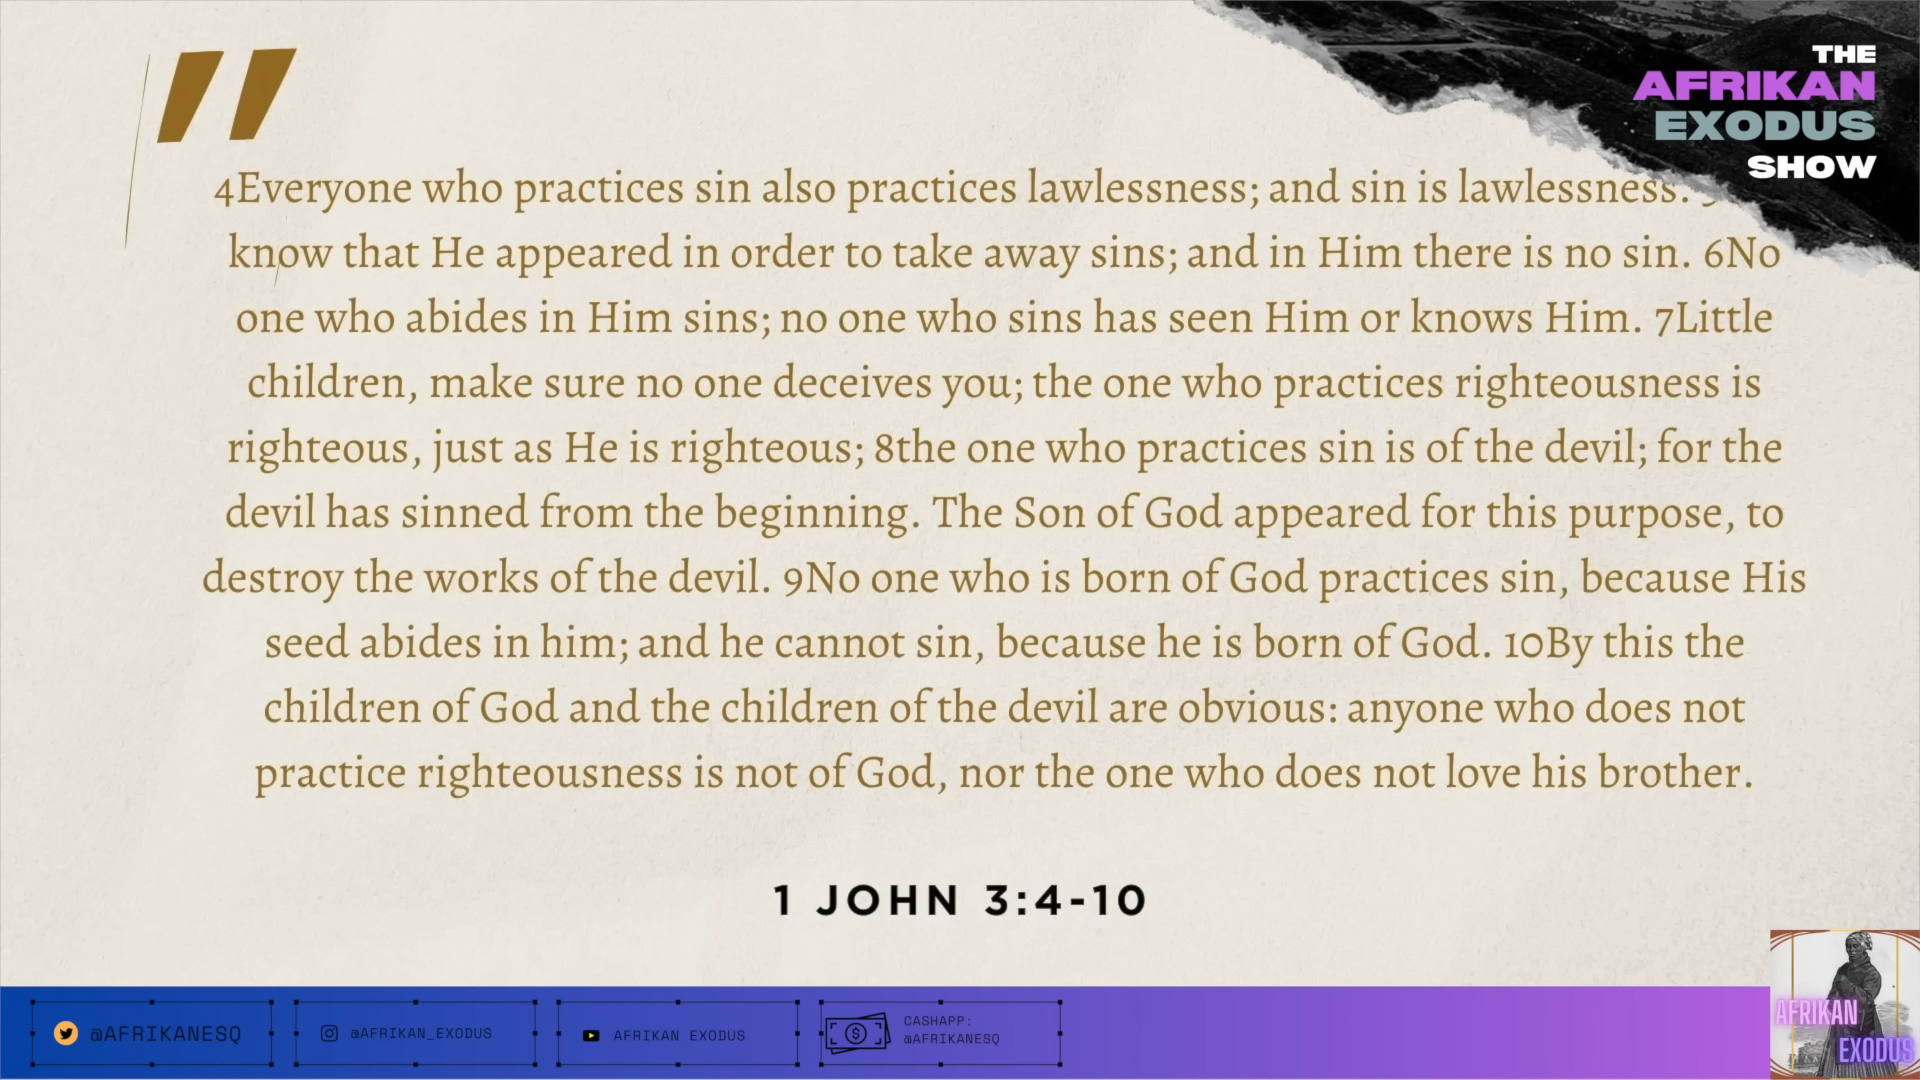 THE
AFRIKAN
EXODUS
SHOW
"
4Everyone who practices sin also practices lawlessness; and sin is lawlessness.
know that He appeared in order to take away sins; and in Him there is no sin. 6No
one who abides in Him sins; no one who sins has seen Him or knows Him. 7Little
children, make sure no one deceives you; the one who practices righteousness is
righteous, just as He is righteous; 8the one who practices sin is of the devil; for the
devil has sinned from the beginning. The Son of God appeared for this purpose, to
destroy the works of the devil. 9No one who is born of God practices sin, because His
seed abides in him; and he cannot sin, because he is born of God. 10By this the
children of God and the children of the devil are obvious: anyone who does not
practice righteousness is not of God, nor the one who does not love his brother.
1 JOHN 3:4-10
@AFRIKANESQ
@AFRIKAN_EXODUS
AFRIKAN EXODUS
$
CASHAPP:
@AFRIKANESQ
AFRIKAN
EXODUS